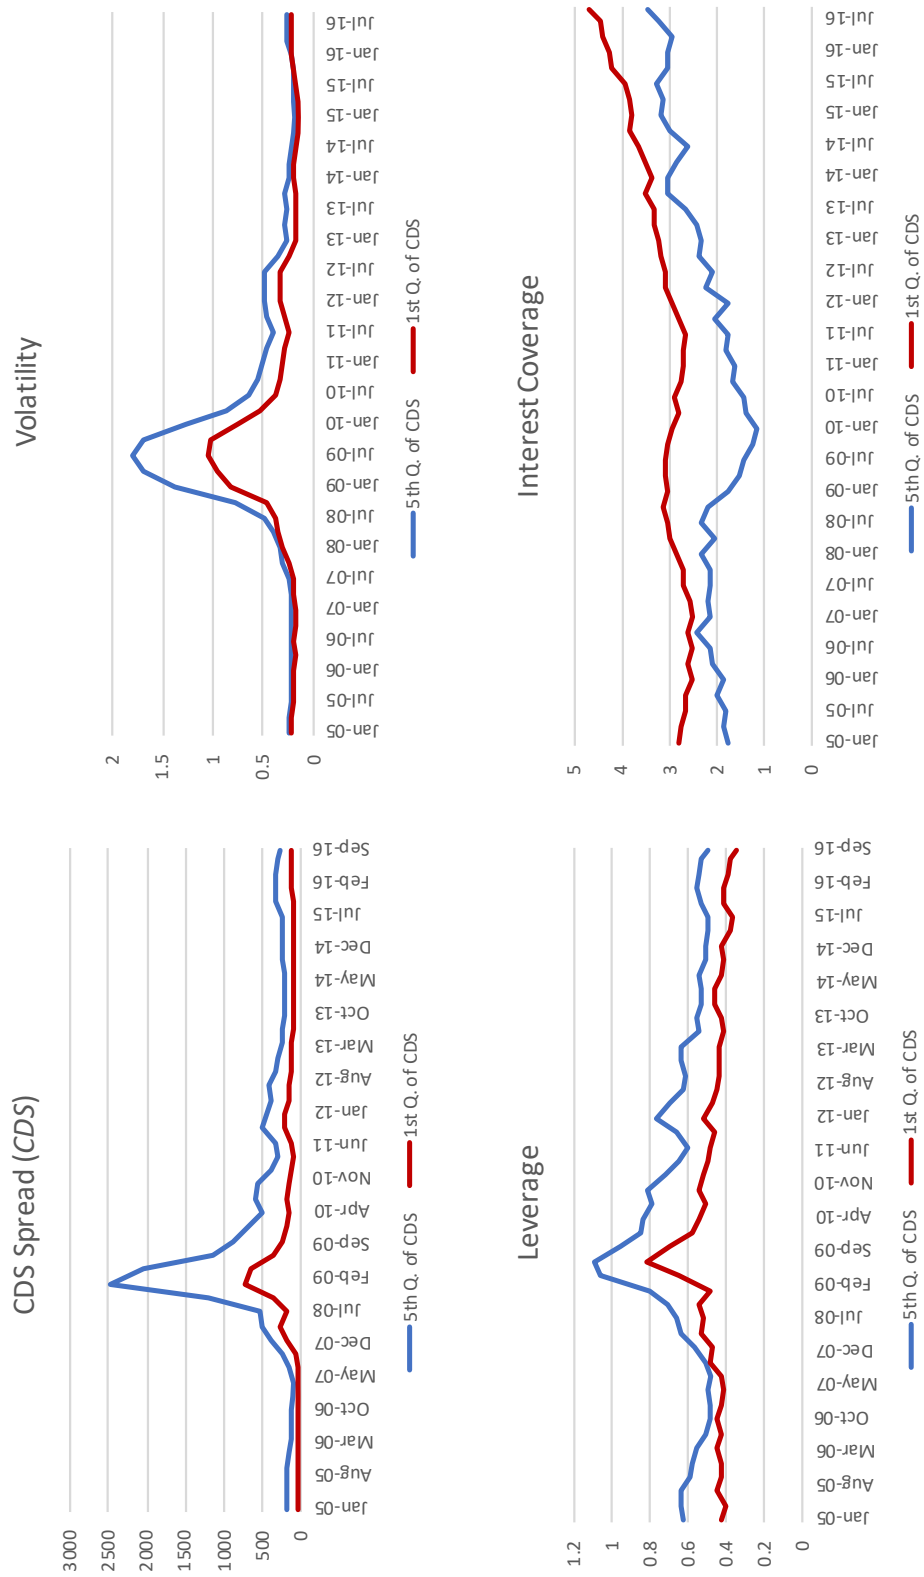 CDS Spread (CDS)
3000
2500
2000
1500
1000
500
0
Jan-05
Aug-05
Mar-06
Oct-06
May-07
Dec-07
Jul-08
Feb-09
Sep-09
Apr-10
Nov-10
Jun-11
Jan-12
Aug-12
Mar-13
Oct-13
May-14
Dec-14
Jul-15
Feb-16
Sep-16
5th Q. of CDS 1st Q. of CDS
Volatility
2
1.5
1
0.5
0
Jan-05
Jul-05
Jan-06
Jul-06
Jan-07
Jul-07
Jan-08
Jul-08
Jan-09
Jul-09
Jan-10
Jul-10
Jan-11
Jul-11
Jan-12
Jul-12
Jan-13
Jul-13
Jan-14
Jul-14
Jan-15
Jul-15
Jan-16
Jul-16
5th Q. of CDS 1st Q. of CDS
Leverage
1.2
1
0.8
0.6
0.4
0.2
0
Jan-05
Aug-05
Mar-06
Oct-06
May-07
Dec-07
Jul-08
Feb-09
Sep-09
Apr-10
Nov-10
Jun-11
Jan-12
Aug-12
Mar-13
Oct-13
May-14
Dec-14
Jul-15
Feb-16
Sep-16
5th Q. of CDS 1st Q. of CDS
Interest Coverage
5
4
3
2
1
0
Jan-05
Jul-05
Jan-06
Jul-06
Jan-07
Jul-07
Jan-08
Jul-08
Jan-09
Jul-09
Jan-10
Jul-10
Jan-11
Jul-11
Jan-12
Jul-12
Jan-13
Jul-13
Jan-14
Jul-14
Jan-15
Jul-15
Jan-16
Jul-16
5th Q. of CDS 1st Q. of CDS